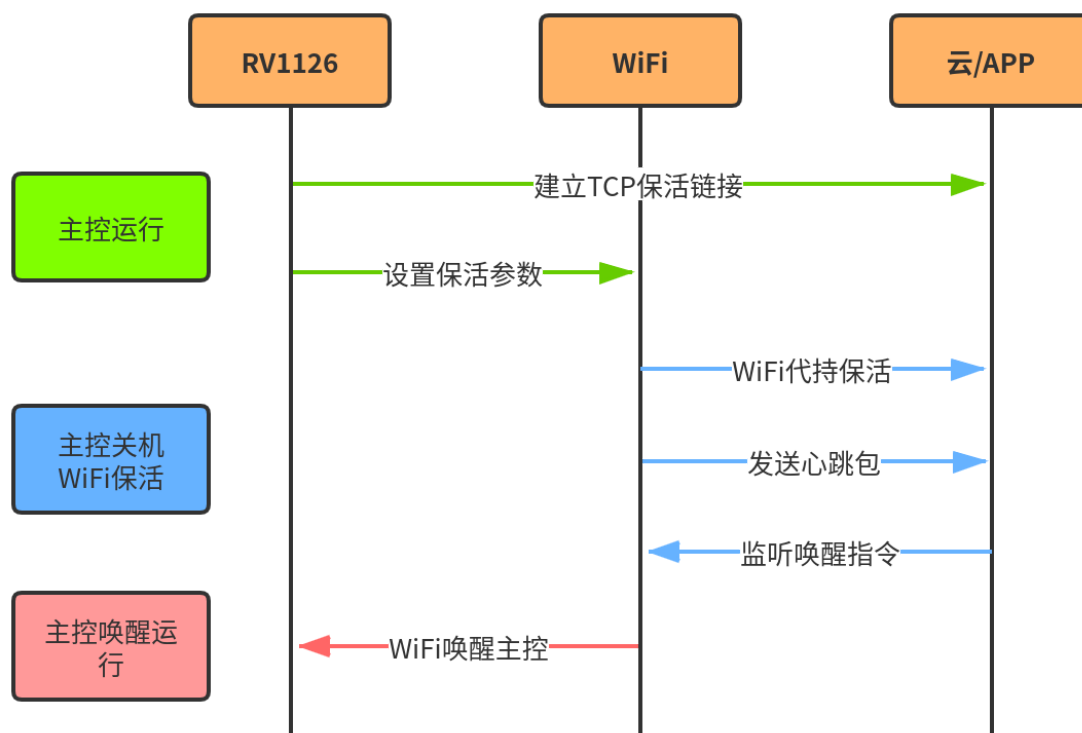 RV1126
WiFi
云/APP
主控运行
建立TCP保活链接
设置保活参数
WiFi代持保活
主控关机
WiFi保活
发送心跳包
监听唤醒指令
主控唤醒运
行
WiFi唤醒主控